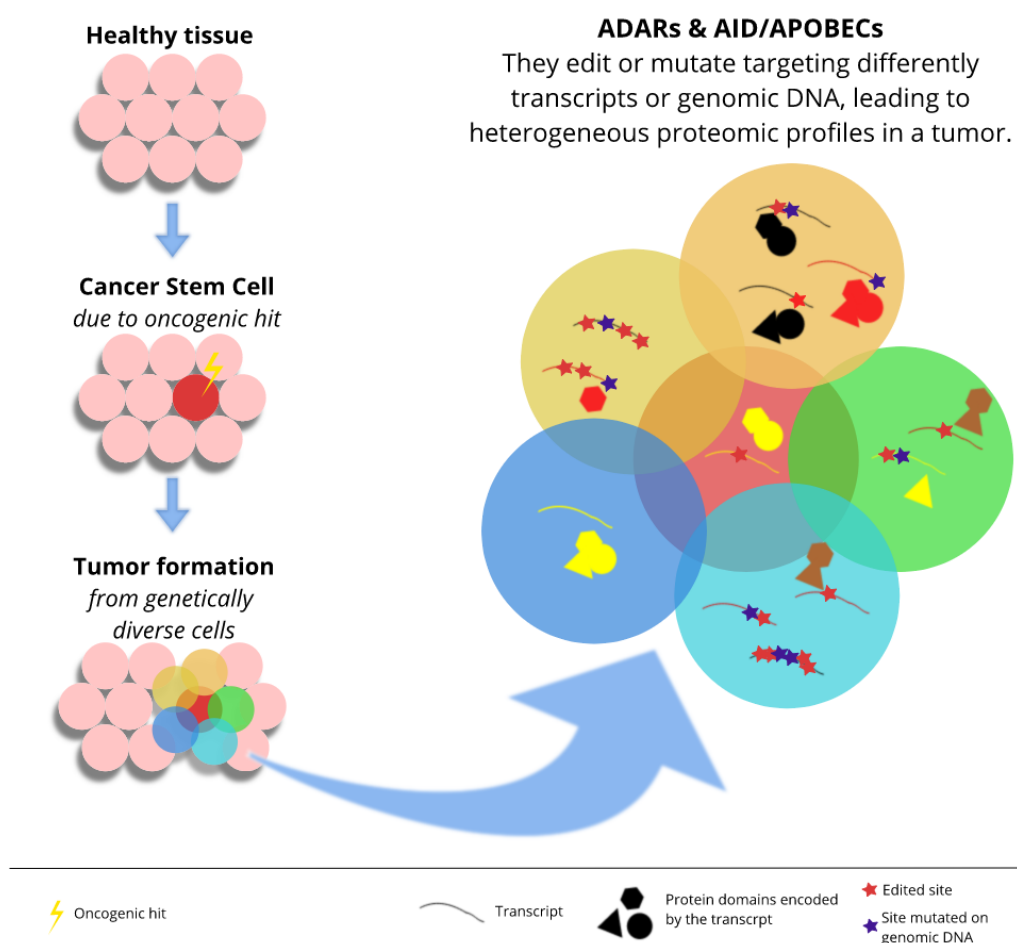 Healthy tissue
Cancer Stem Cell
due to oncogenic hit
Tumor formation
from genetically
diverse cells
ADARs & AID/APOBECs
They edit or mutate targeting differently
transcripts or genomic DNA, leading to
heterogeneous proteomic profiles in a tumor.
Oncogenic hit
Transcript
Protein domains encoded
by the transcrpt
Edited site
Site mutated on
genomic DNA